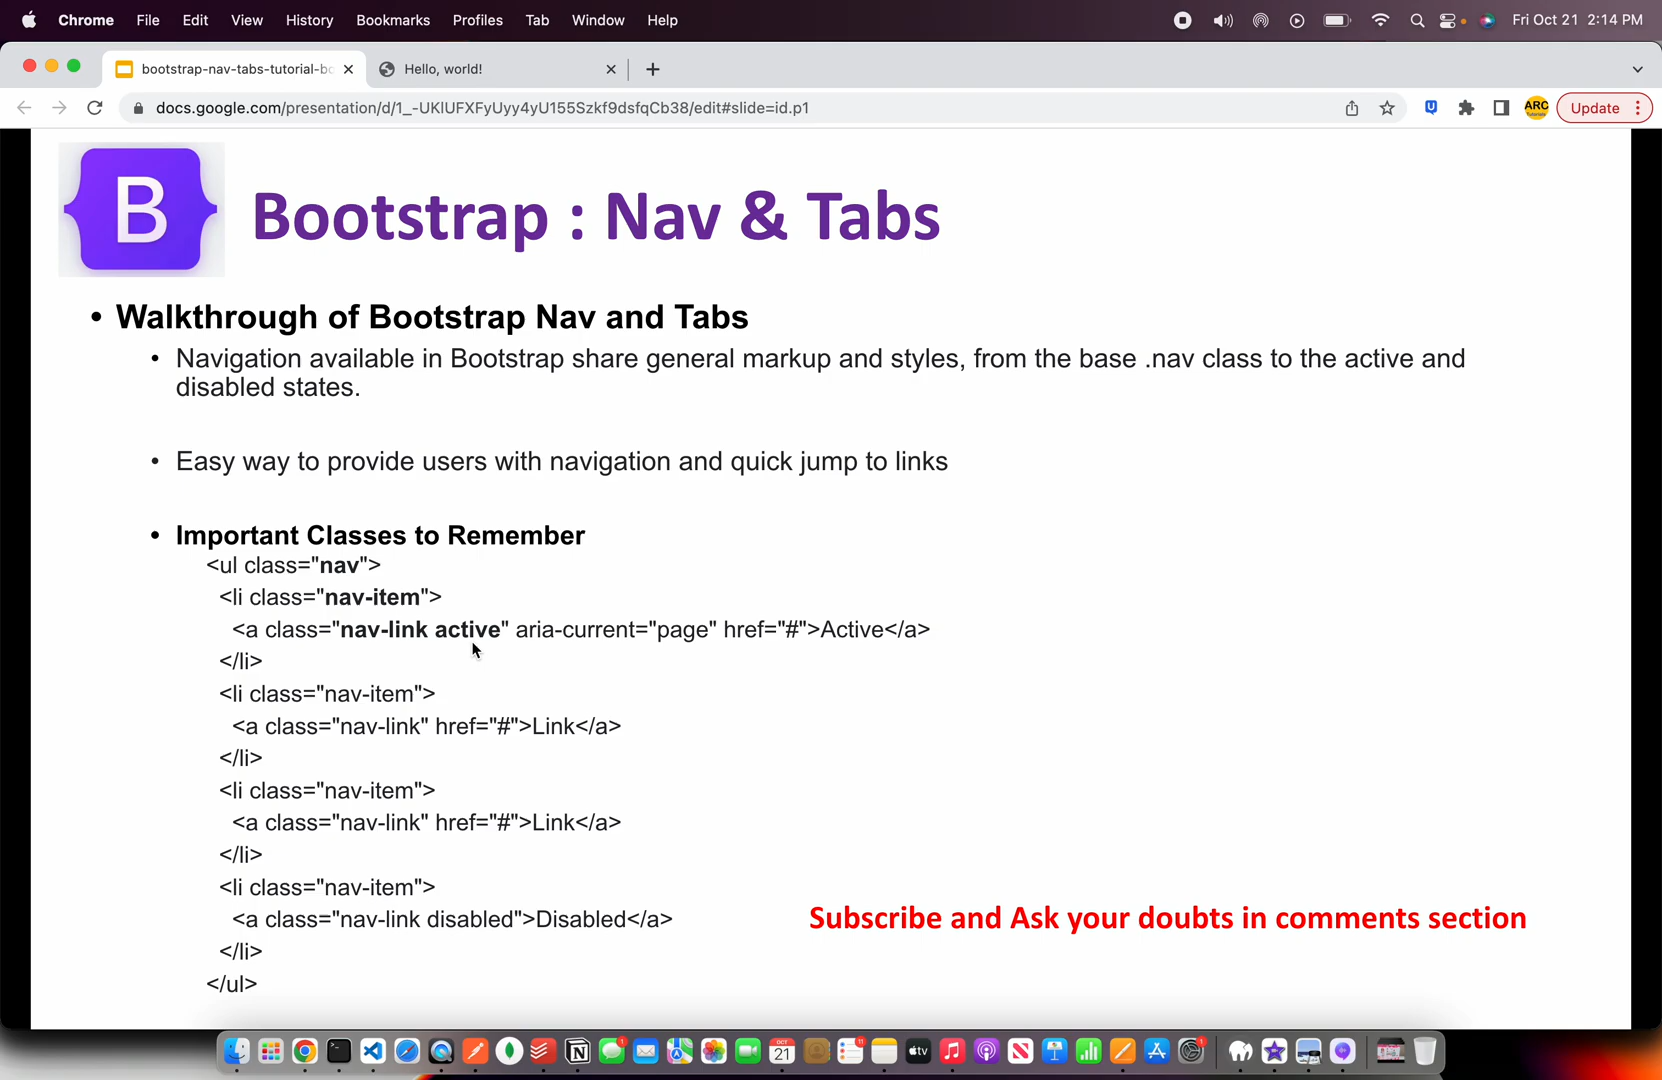 Chrome File Edit View History Bookmarks Profiles Tab Window Help Fri Oct 21 2:14 PM
bootstrap-nav-tabs-tutorial-bo Hello, world!
docs.google.com/presentation/d/1_-UKlUFXFyUyy4yU155Szkf9dsfqCb38/edit#slide=id.p1 ARC Tutorials Update
B
Bootstrap : Nav & Tabs
• Walkthrough of Bootstrap Nav and Tabs
• Navigation available in Bootstrap share general markup and styles, from the base .nav class to the active and
disabled states.
• Easy way to provide users with navigation and quick jump to links
• Important Classes to Remember
<ul class="nav">
<li class="nav-item">
<a class="nav-link active" aria-current="page" href="#">Active</a>
</li>
<li class="nav-item">
<a class="nav-link" href="#">Link</a>
</li>
<li class="nav-item">
<a class="nav-link" href="#">Link</a>
</li>
<li class="nav-item">
<a class="nav-link disabled">Disabled</a>
</li>
</ul>
Subscribe and Ask your doubts in comments section
OCT
21
tv